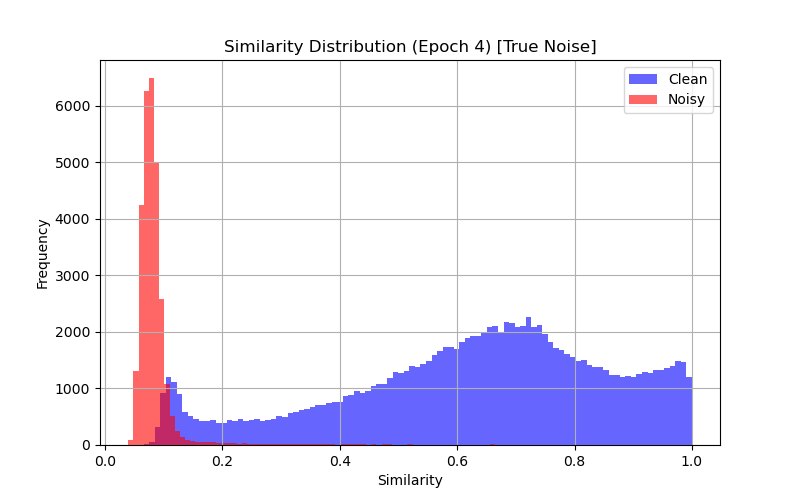 Similarity Distribution (Epoch 4) [True Noise]
Clean
Noisy
Frequency
6000
5000
4000
3000
2000
1000
0
0.0 0.2 0.4 0.6 0.8 1.0
Similarity